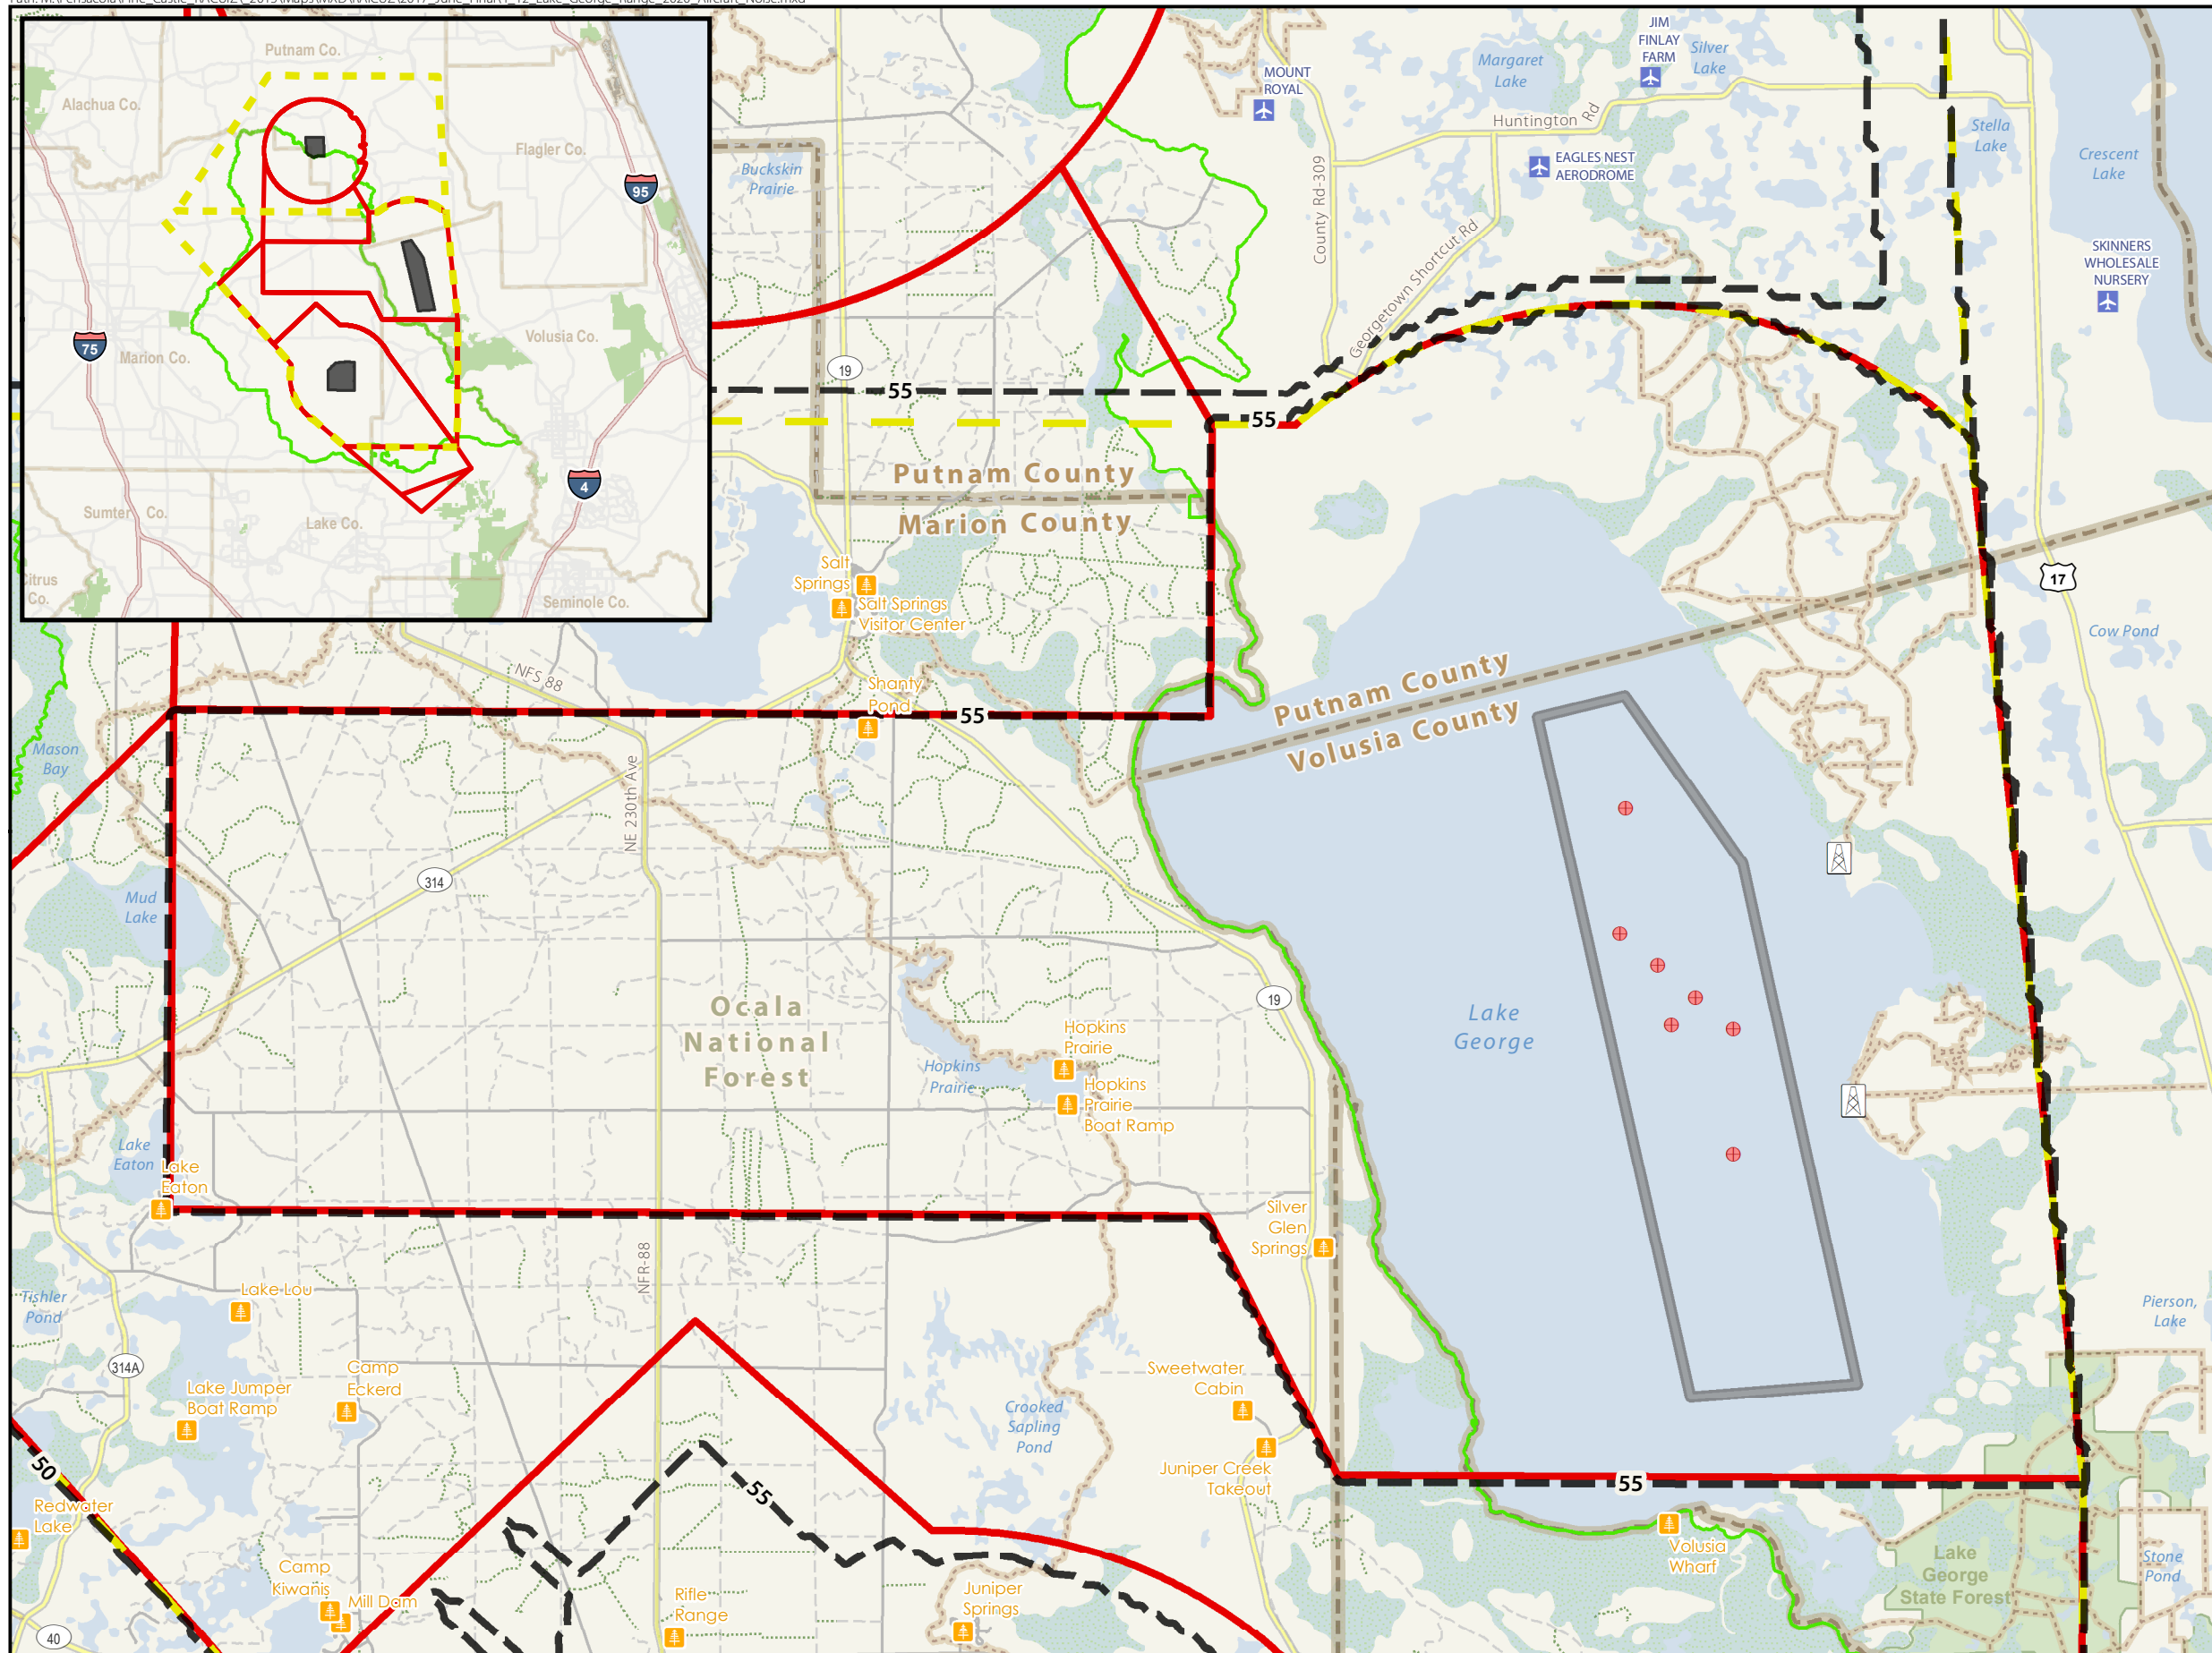 Putnam Co.
Alachua Co.
Flagler Co.
95
75
Marion Co.
Volusia Co.
4
Sumter Co.
Lake Co.
Citrus
Co.
Seminole Co.
JIM
FINLAY
FARM
Silver
Lake
Margaret
Lake
MOUNT
ROYAL
Huntington Rd
Stella
Lake
Crescent
Lake
EAGLES NEST
AERODROME
County Rd-309
Georgetown Shortcut Rd
SKINNERS
WHOLESALE
NURSERY
Buckskin
Prairie
19
55
55
Putnam County
Marion County
Salt
Springs
Salt Springs
Visitor Center
17
Cow Pond
NFS 88
Shanty
Pond
55
Putnam County
Volusia County
Mason
Bay
NE 230th Ave
314
Mud
Lake
19
Ocala
National
Forest
Lake
George
Hopkins
Prairie
Hopkins
Prairie
Hopkins
Prairie
Boat Ramp
Lake
Eaton
Lake
Eaton
Silver
Glen
Springs
NFR-88
Lake Lou
Tishler
Pond
Pierson,
Lake
314A
Camp
Eckerd
Lake Jumper
Boat Ramp
Sweetwater
Cabin
Crooked
Sapling
Pond
Juniper Creek
Takeout
50
55
55
Redwater
Lake
Volusia
Wharf
Lake
George
State Forest
Stone
Pond
Camp
Kiwanis
Mill Dam
Rifle
Range
Juniper
Springs
40